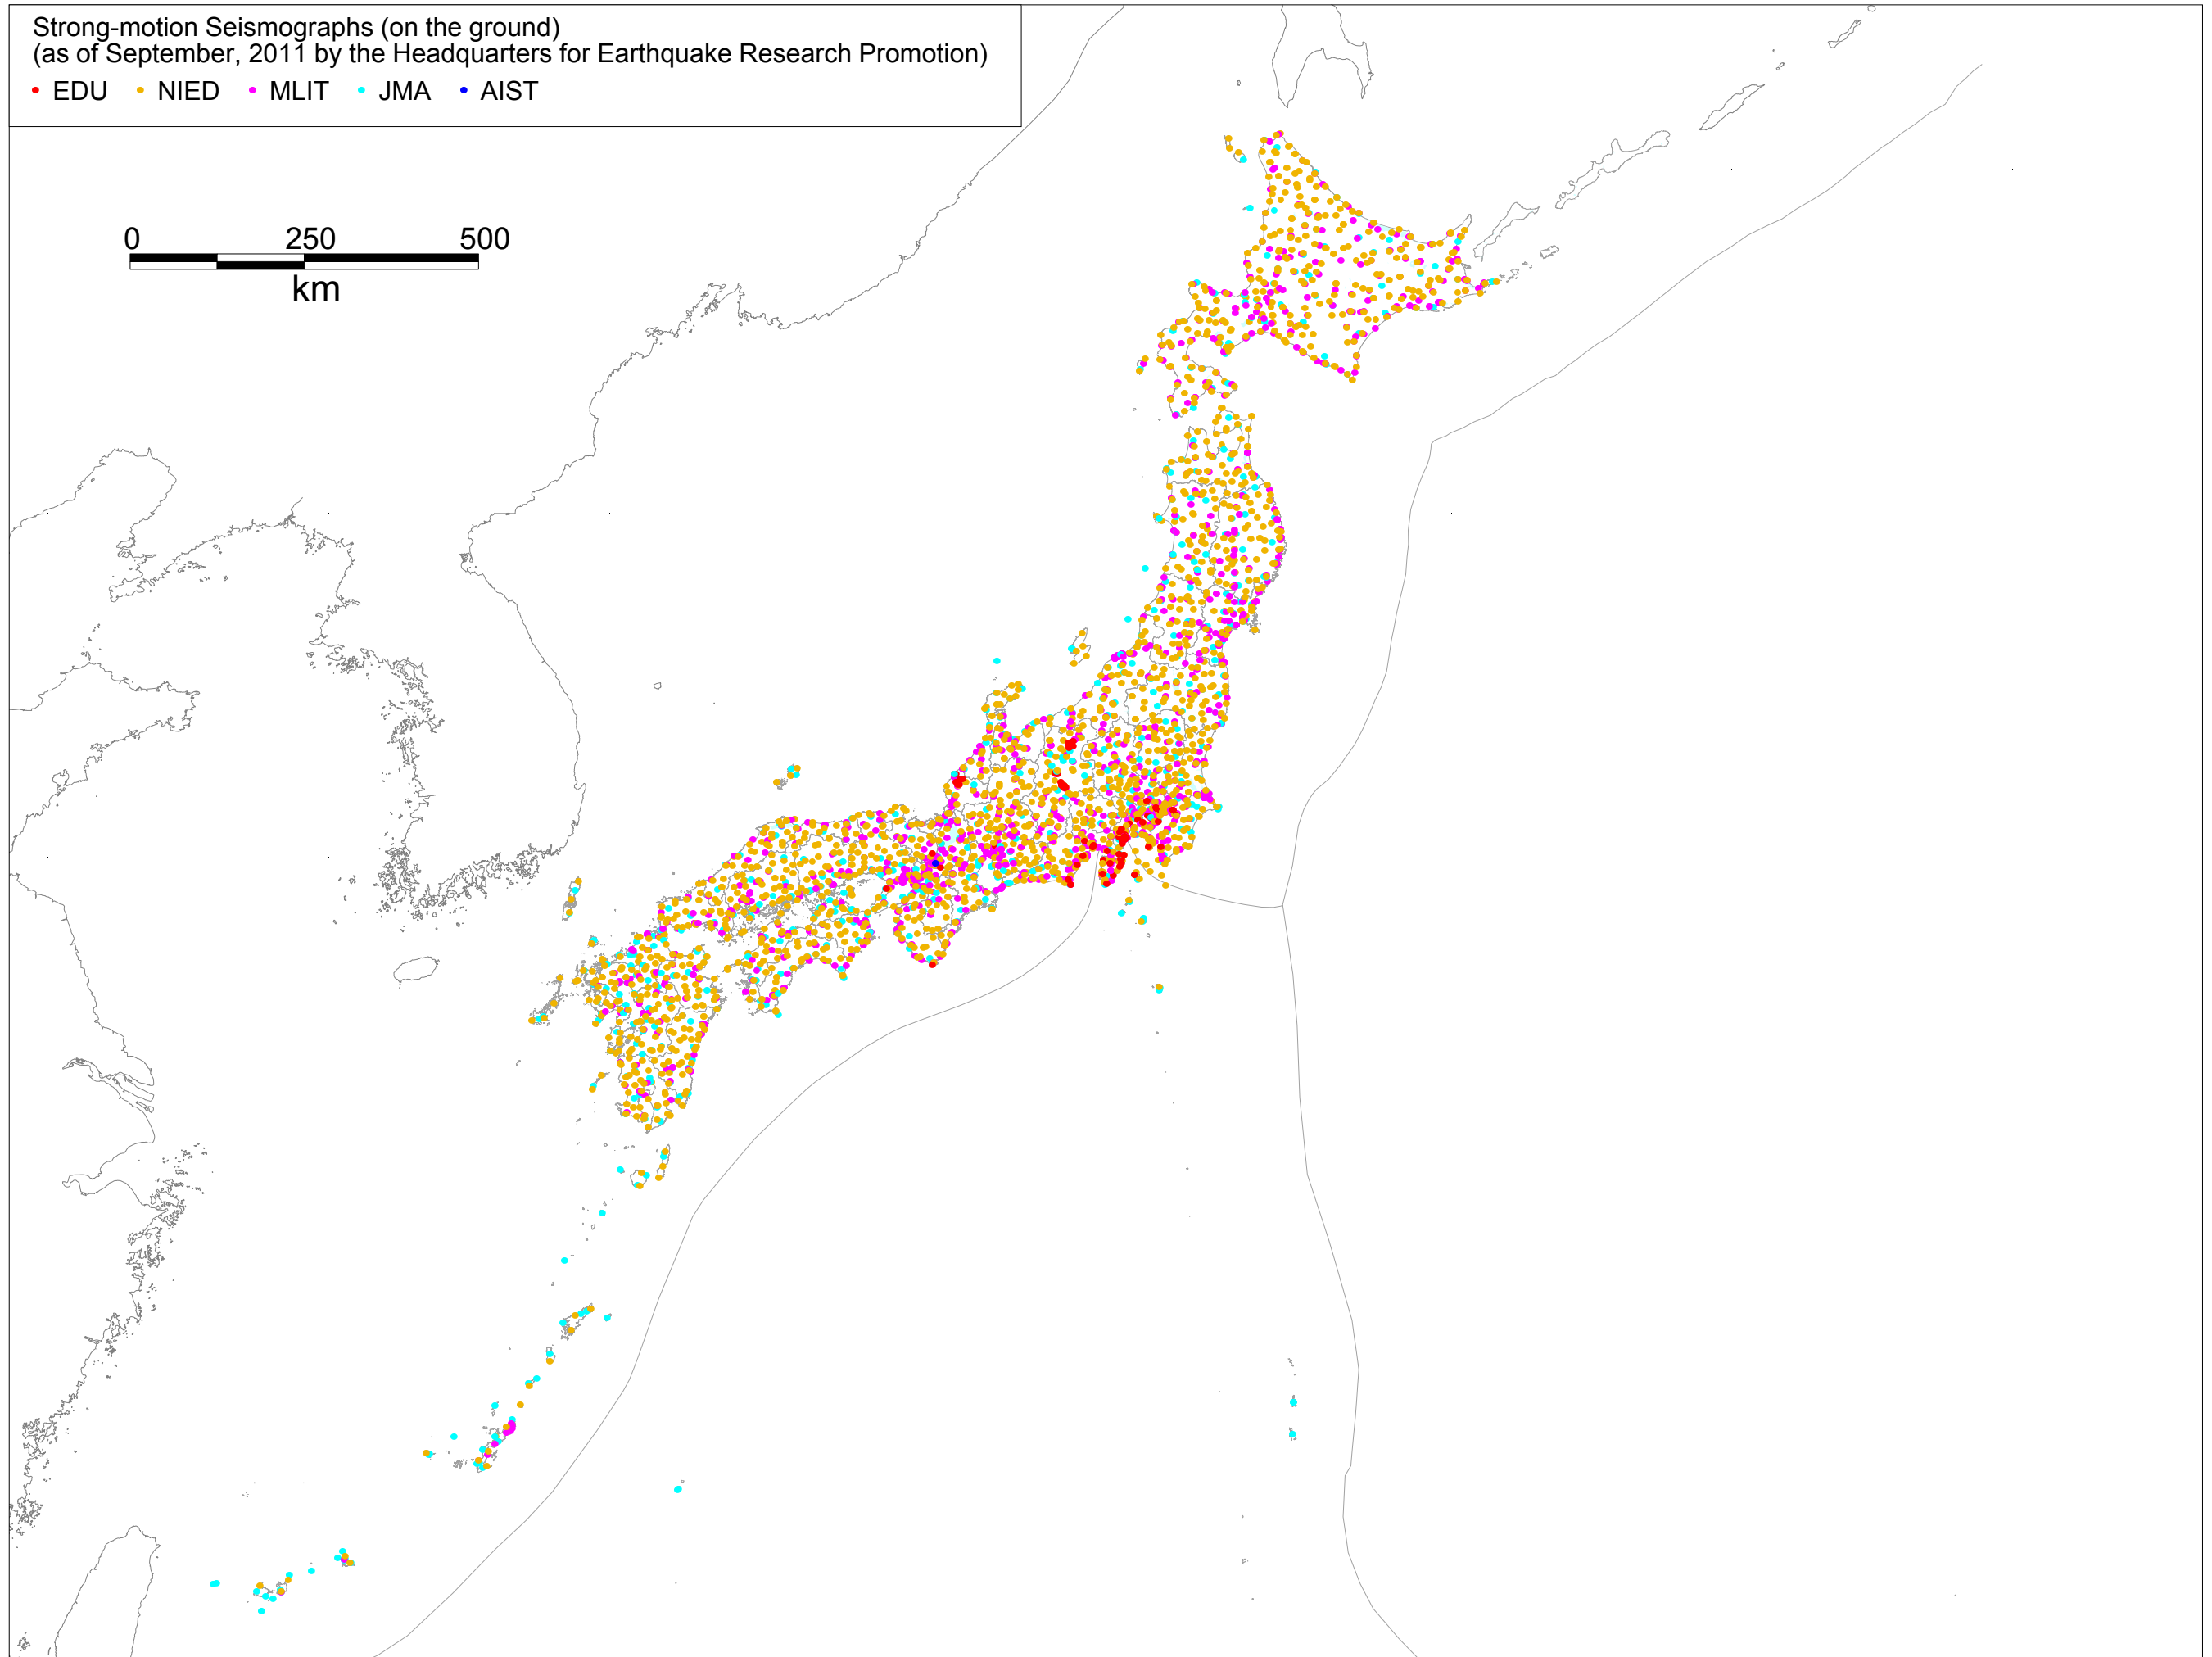 Strong-motion Seismographs (on the ground)
(as of September, 2011 by the Headquarters for Earthquake Research Promotion)
EDU NIED MLIT JMA AIST
0 250 500
km